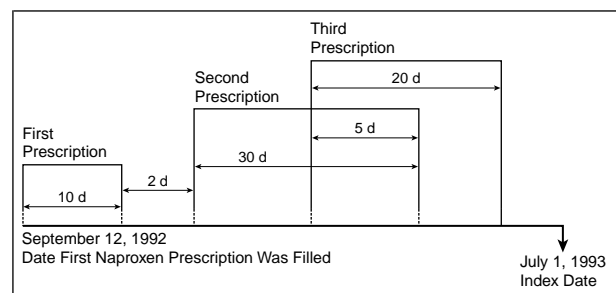 Third
Prescription
20 d
Second
Prescription
5 d
First
Prescription
30 d
2 d
10 d
September 12, 1992
Date First Naproxen Prescription Was Filled
July 1, 1993
Index Date